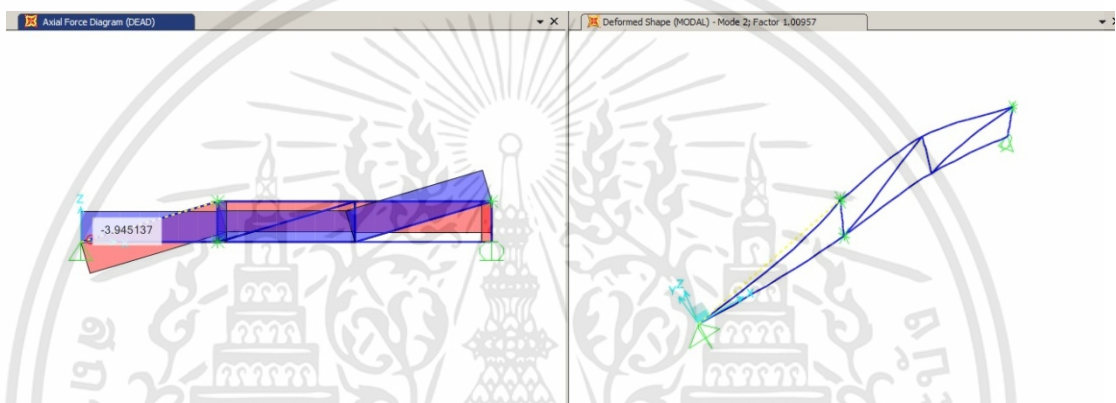 Axial Force Diagram (DEAD)
Deformed Shape (MODAL) - Mode 2; Factor 1.00957
Z
-3.945137
Y
Z
X